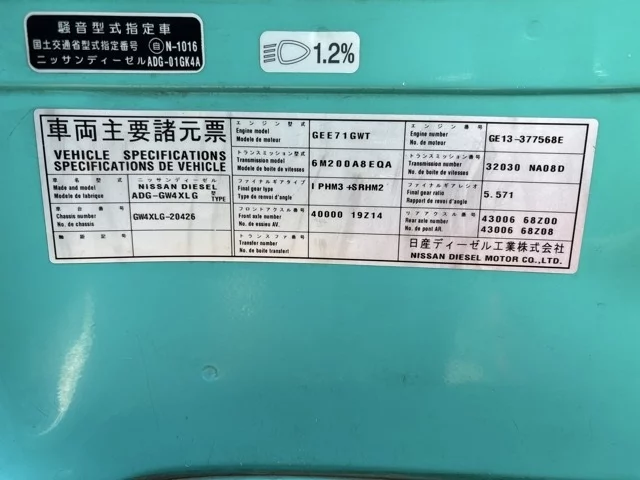 騒音型式指定車
国土交通省型式指定番号 自 N-1016
ニッサンディーゼル ADG-01GK4A
1.2%
車両主要諸元票
VEHICLE SPECIFICATIONS
SPECIFICATIONS DE VEHICLE
車名・型式
Made and model
Modele de fabrique
ニッサンディーゼル
NISSAN DIESEL
ADG-GW4XLG 型 TYPE
車台番号
Chassis number
No. de chassis
GW4XLG-20426
補助記号
エンジン型式
Engine model
Modele de moteur
GEE71GWT
エンジン番号
Engine number
No. de moteur
GE13-377568E
トランスミッション型式
Transmission model
Modele de boite de vitesses
6M200A8EQA
トランスミッション番号
Transmission number
No. de boite de vitesses
32030 NA08D
ファイナルギアタイプ
Final gear type
Type de renvoi d'angle
I PHM3 +SRHM2
ファイナルギアレシオ
Final gear ratio
Rapport de renvoi d'angle
5.571
フロントアクスル番号
Front axle number
No. de essieu AV.
40000 19Z14
リアアクスル番号
Rear axle number
No. de pont AR.
43006 68Z00
43006 68Z08
トランスファ番号
Transfer number
No. de boite transfert
日産ディーゼル工業株式会社
NISSAN DIESEL MOTOR CO.,LTD.